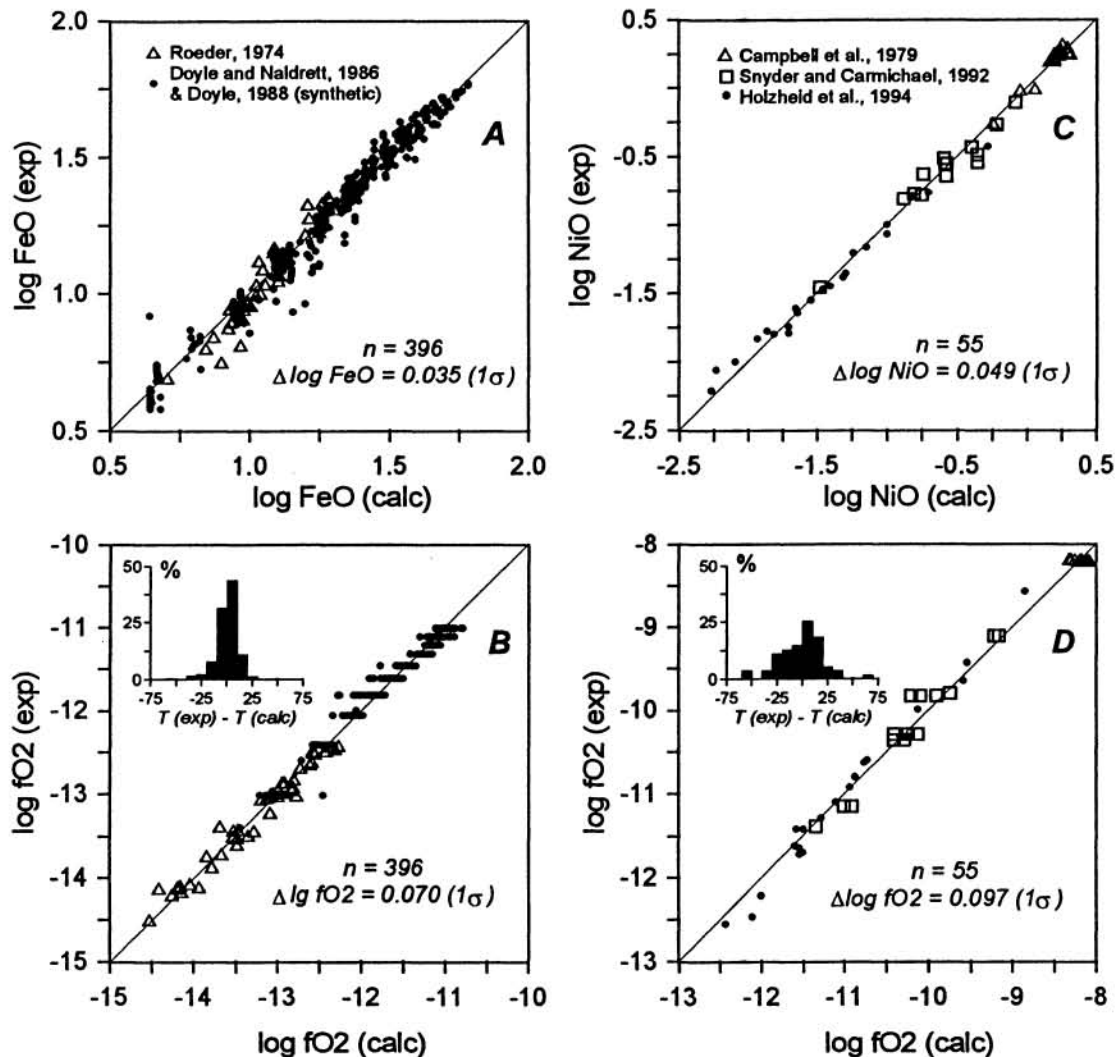 2.0
△ Roeder, 1974
• Doyle and Naldrett, 1986
& Doyle, 1988 (synthetic)
A
1.5
log FeO (exp)
1.0
n = 396
Δ log FeO = 0.035 (1σ)
0.5
0.5 1.0 1.5 2.0
log FeO (calc)
0.5
△ Campbell et al., 1979
□ Snyder and Carmichael, 1992
• Holzheid et al., 1994
C
-0.5
log NiO (exp)
-1.5
n = 55
Δ log NiO = 0.049 (1σ)
-2.5
-2.5 -1.5 -0.5 0.5
log NiO (calc)
-10
50 %
25
0
-75 -25 25 75
T (exp) - T (calc)
B
-11
-12
log fO2 (exp)
-13
-14
n = 396
Δ lg fO2 = 0.070 (1σ)
-15
-15 -14 -13 -12 -11 -10
log fO2 (calc)
-8
50 %
25
0
-75 -25 25 75
T (exp) - T (calc)
D
-9
-10
log fO2 (exp)
-11
-12
n = 55
Δlog fO2 = 0.097 (1σ)
-13
-13 -12 -11 -10 -9 -8
log fO2 (calc)